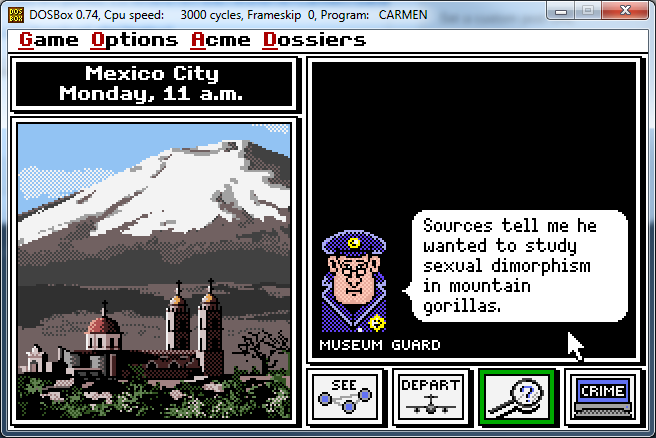 DOSBox 0.74, Cpu speed: 3000 cycles, Frameskip 0, Program: CARMEN
Game Options Acme Dossiers
Mexico City
Monday, 11 a.m.
Sources tell me he
wanted to study
sexual dimorphism
in mountain
gorillas.
MUSEUM GUARD
SEE
DEPART
?
CRIME